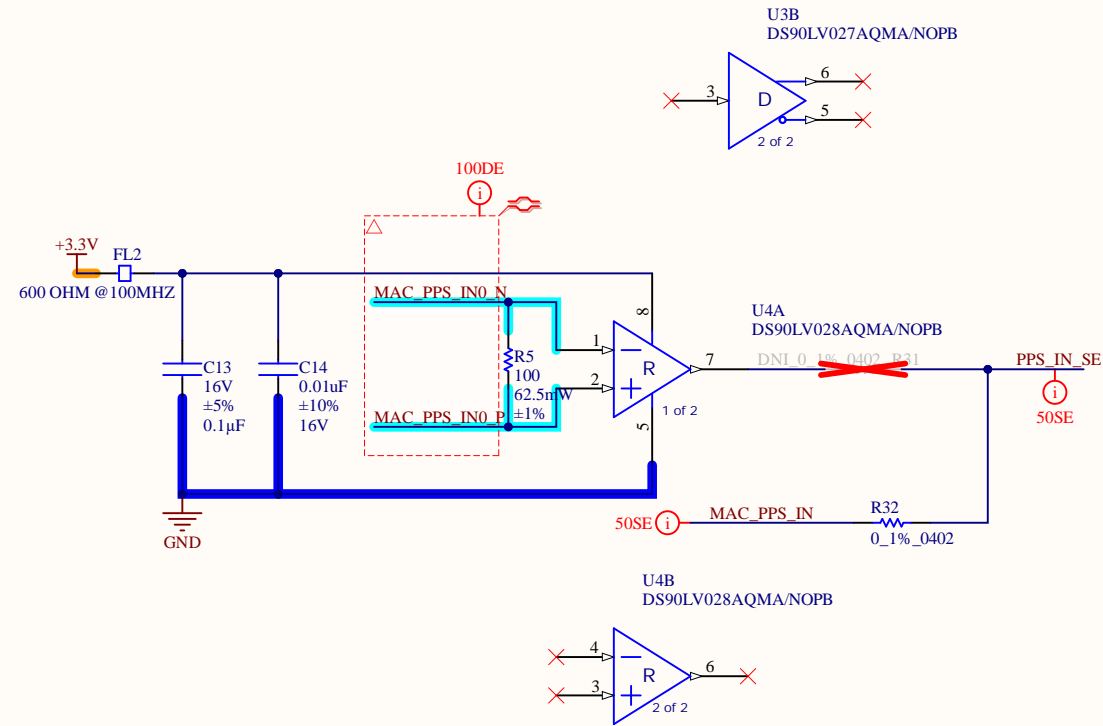 U3B
DS90LV027AQMA/NOPB
3
D
6
5
2 of 2
100DE
i
+3.3V
FL2
600 OHM @100MHZ
MAC_PPS_IN0_N
8
U4A
DS90LV028AQMA/NOPB
C13
16V
±5%
0.1µF
C14
0.01uF
±10%
16V
R5
100
62.5mW
±1%
1
2
R
7
1 of 2
DNI_0_1%_0402_R31
PPS_IN_SE
i
50SE
MAC_PPS_IN0_P
5
GND
50SE
i
MAC_PPS_IN
R32
0_1%_0402
U4B
DS90LV028AQMA/NOPB
4
3
R
6
2 of 2